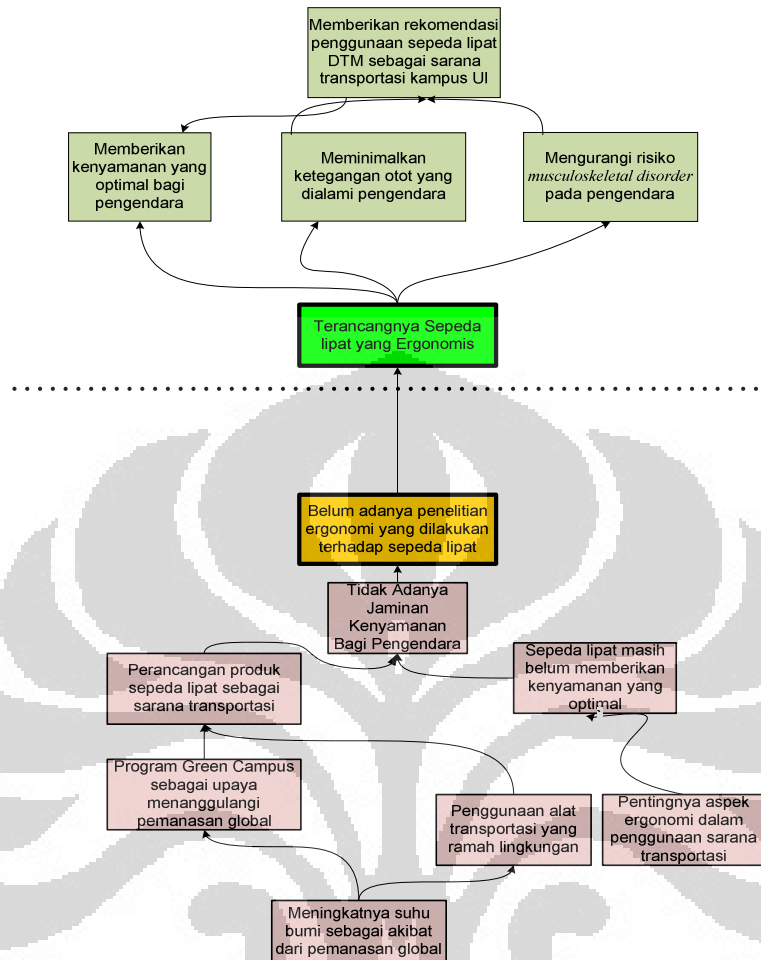 Memberikan rekomendasi
penggunaan sepeda lipat
DTM sebagai sarana
transportasi kampus UI
Memberikan
kenyamanan yang
optimal bagi
pengendara
Meminimalkan
ketegangan otot yang
dialami pengendara
Mengurangi risiko
musculoskeletal disorder
pada pengendara
Terancangnya Sepeda
lipat yang Ergonomis
Belum adanya penelitian
ergonomi yang dilakukan
terhadap sepeda lipat
Tidak Adanya
Jaminan
Kenyamanan
Bagi Pengendara
Perancangan produk
sepeda lipat sebagai
sarana transportasi
Sepeda lipat masih
belum memberikan
kenyamanan yang
optimal
Program Green Campus
sebagai upaya
menanggulangi
pemanasan global
Penggunaan alat
transportasi yang
ramah lingkungan
Pentingnya aspek
ergonomi dalam
penggunaan sarana
transportasi
Meningkatnya suhu
bumi sebagai akibat
dari pemanasan global